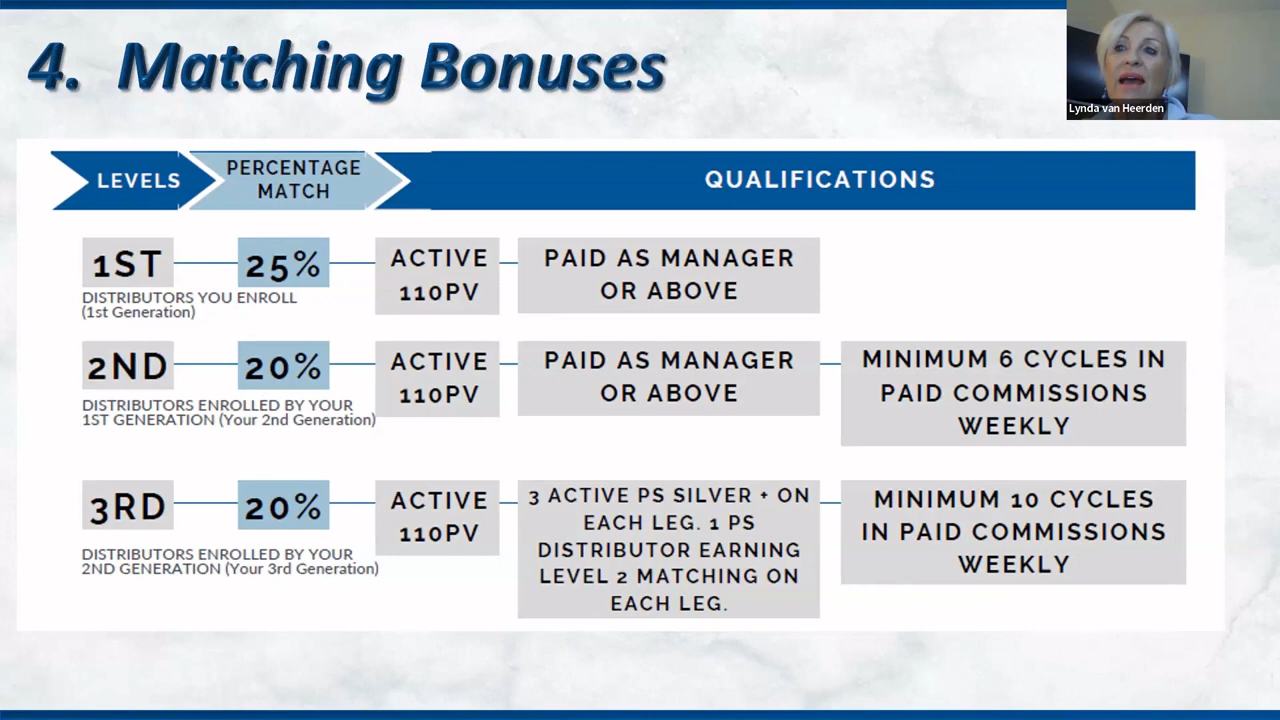 4. Matching Bonuses
Lynda van Heerden
LEVELS
PERCENTAGE
MATCH
QUALIFICATIONS
1ST
25%
ACTIVE
110PV
PAID AS MANAGER
OR ABOVE
DISTRIBUTORS YOU ENROLL
(1st Generation)
2ND
20%
ACTIVE
110PV
PAID AS MANAGER
OR ABOVE
MINIMUM 6 CYCLES IN
PAID COMMISSIONS
WEEKLY
DISTRIBUTORS ENROLLED BY YOUR
1ST GENERATION (Your 2nd Generation)
3RD
20%
ACTIVE
110PV
3 ACTIVE PS SILVER + ON
EACH LEG. 1 PS
DISTRIBUTOR EARNING
LEVEL 2 MATCHING ON
EACH LEG.
MINIMUM 10 CYCLES
IN PAID COMMISSIONS
WEEKLY
DISTRIBUTORS ENROLLED BY YOUR
2ND GENERATION (Your 3rd Generation)